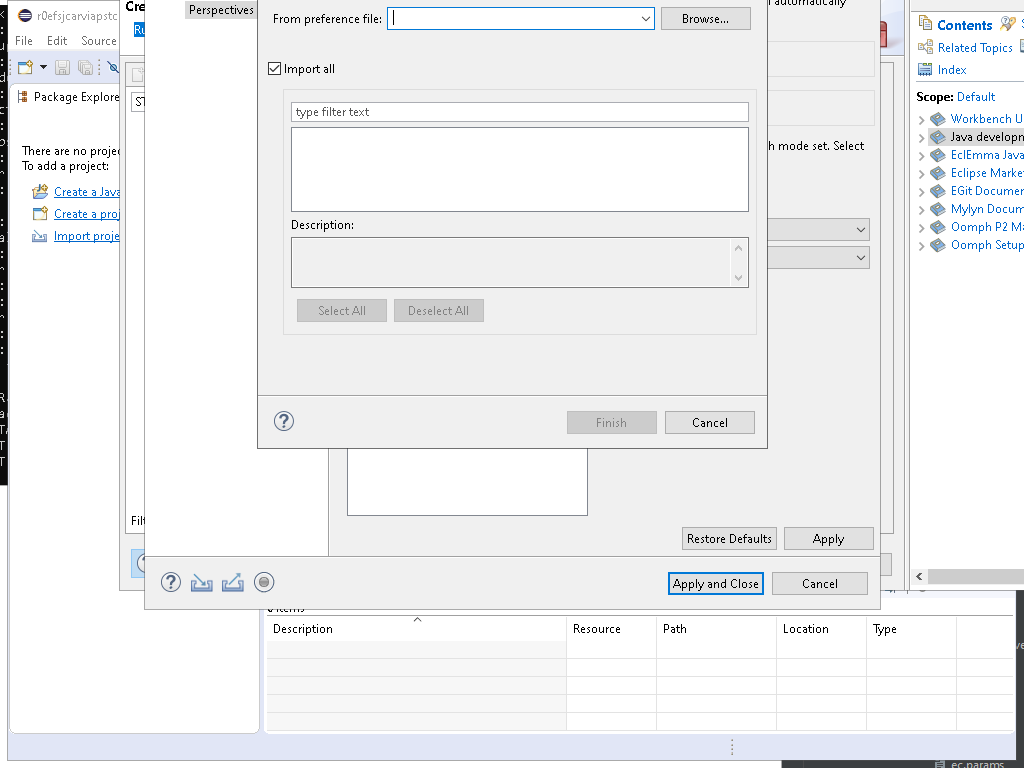 r0efsjcarviapstc
File Edit Source
Package Explore
There are no projec
To add a project:
Create a Java
Create a proj
Import proje
Cre
Ru
ST
Filt
Perspectives
From preference file:
Browse...
Import all
type filter text
Description:
Select All
Deselect All
Finish
Cancel
automatically
h mode set. Select
Restore Defaults
Apply
Apply and Close
Cancel
Contents
Related Topics
Index
Scope: Default
Workbench U
Java developm
EclEmma Java
Eclipse Marke
EGit Documen
Mylyn Docum
Oomph P2 Ma
Oomph Setup
items
Description Resource Path Location Type
ec.params